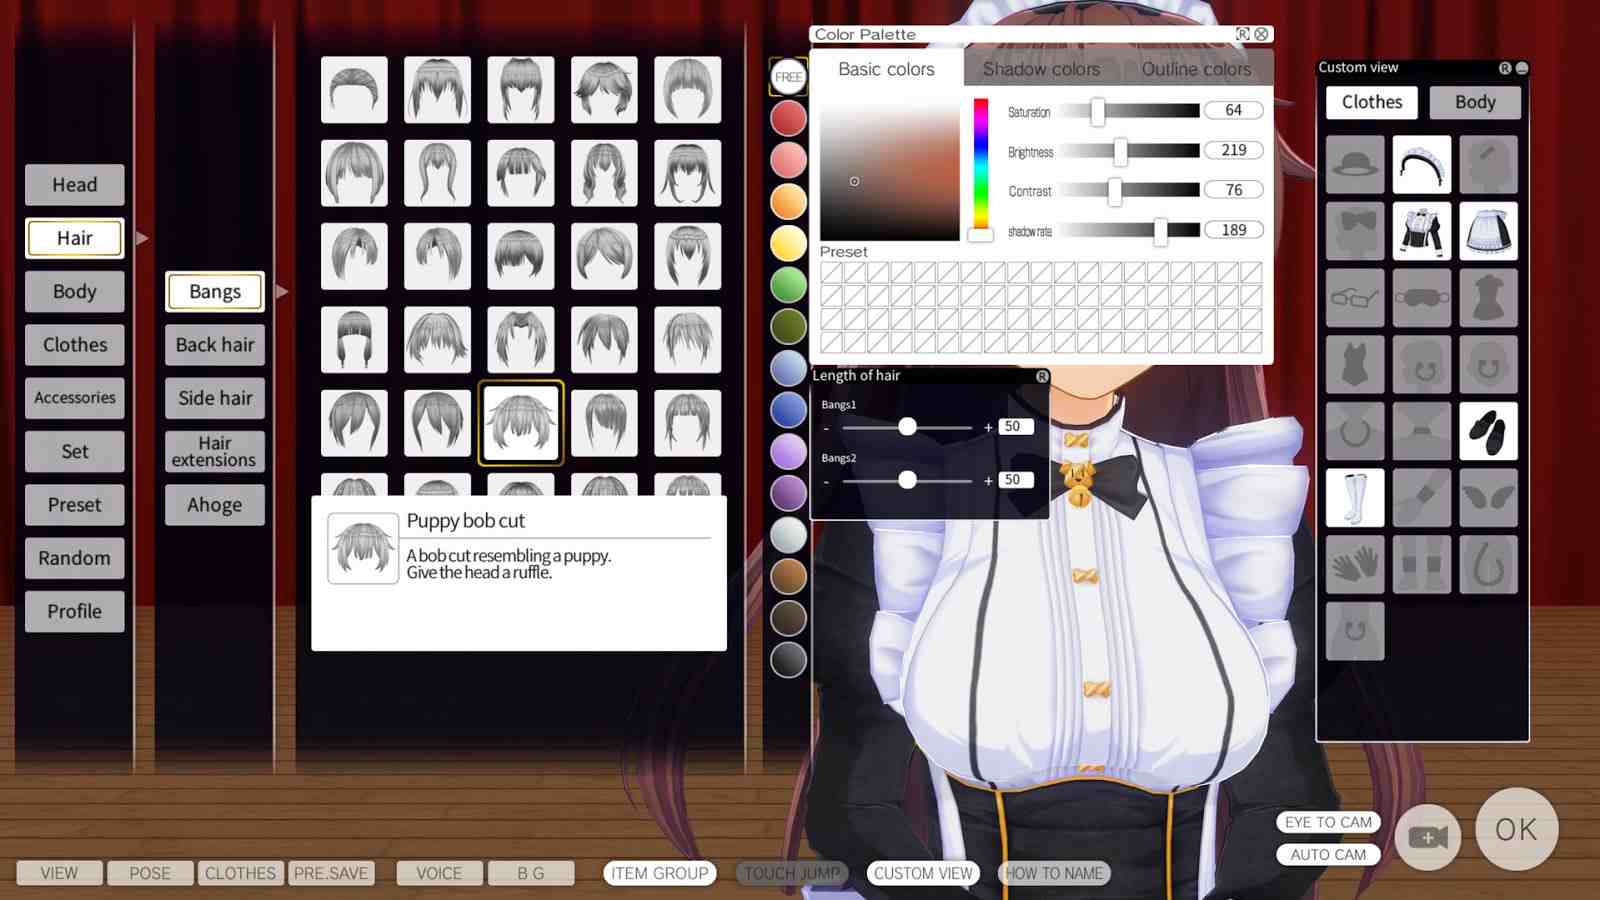 Head
Hair
Body
Clothes
Accessories
Set
Preset
Random
Profile
Bangs
Back hair
Side hair
Hair
extensions
Ahoge
Puppy bob cut
A bob cut resembling a puppy.
Give the head a ruffle.
FREE
Color Palette
R
Basic colors
Shadow colors
Outline colors
Saturation
64
Brightness
219
Contrast
76
shadow rate
189
Preset
Length of hair
R
Bangs1
-
+
50
Bangs2
-
+
50
Custom view
R
Clothes
Body
EYE TO CAM
AUTO CAM
OK
VIEW
POSE
CLOTHES
PRE.SAVE
VOICE
B G
ITEM GROUP
TOUCH JUMP
CUSTOM VIEW
HOW TO NAME